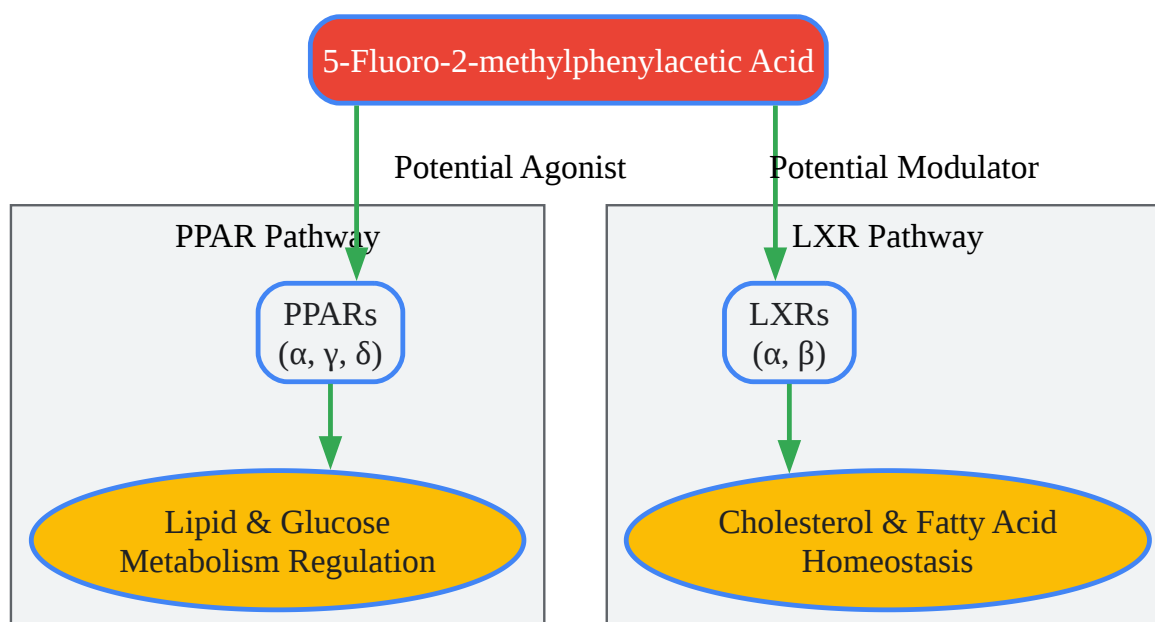 5-Fluoro-2-methylphenylacetic Acid
Potential Agonist
Potential Modulator
PPAR Pathway
LXR Pathway
PPARs
(α, γ, δ)
LXRs
(α, β)
Lipid & Glucose
Metabolism Regulation
Cholesterol & Fatty Acid
Homeostasis